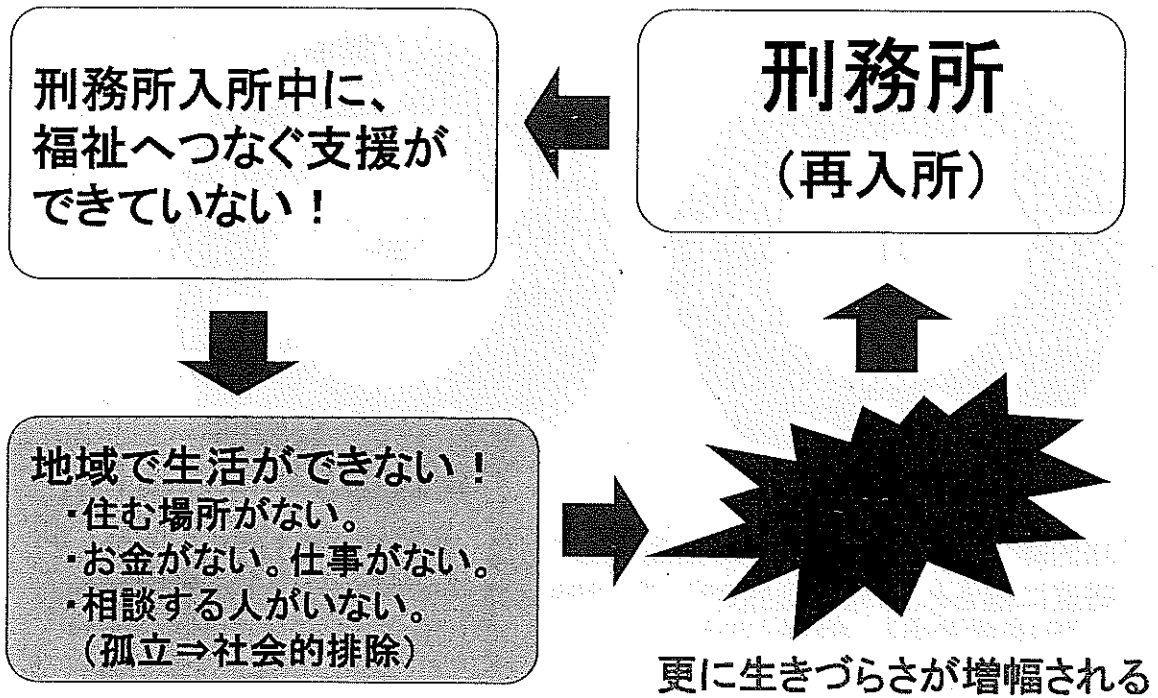 刑務所入所中に、
福祉へつなぐ支援が
できていない！
刑務所
（再入所）
地域で生活ができない！
・住む場所がない。
・お金がない。仕事がない。
・相談する人がいない。
（孤立⇒社会的排除）
更に生きづらさが増幅される